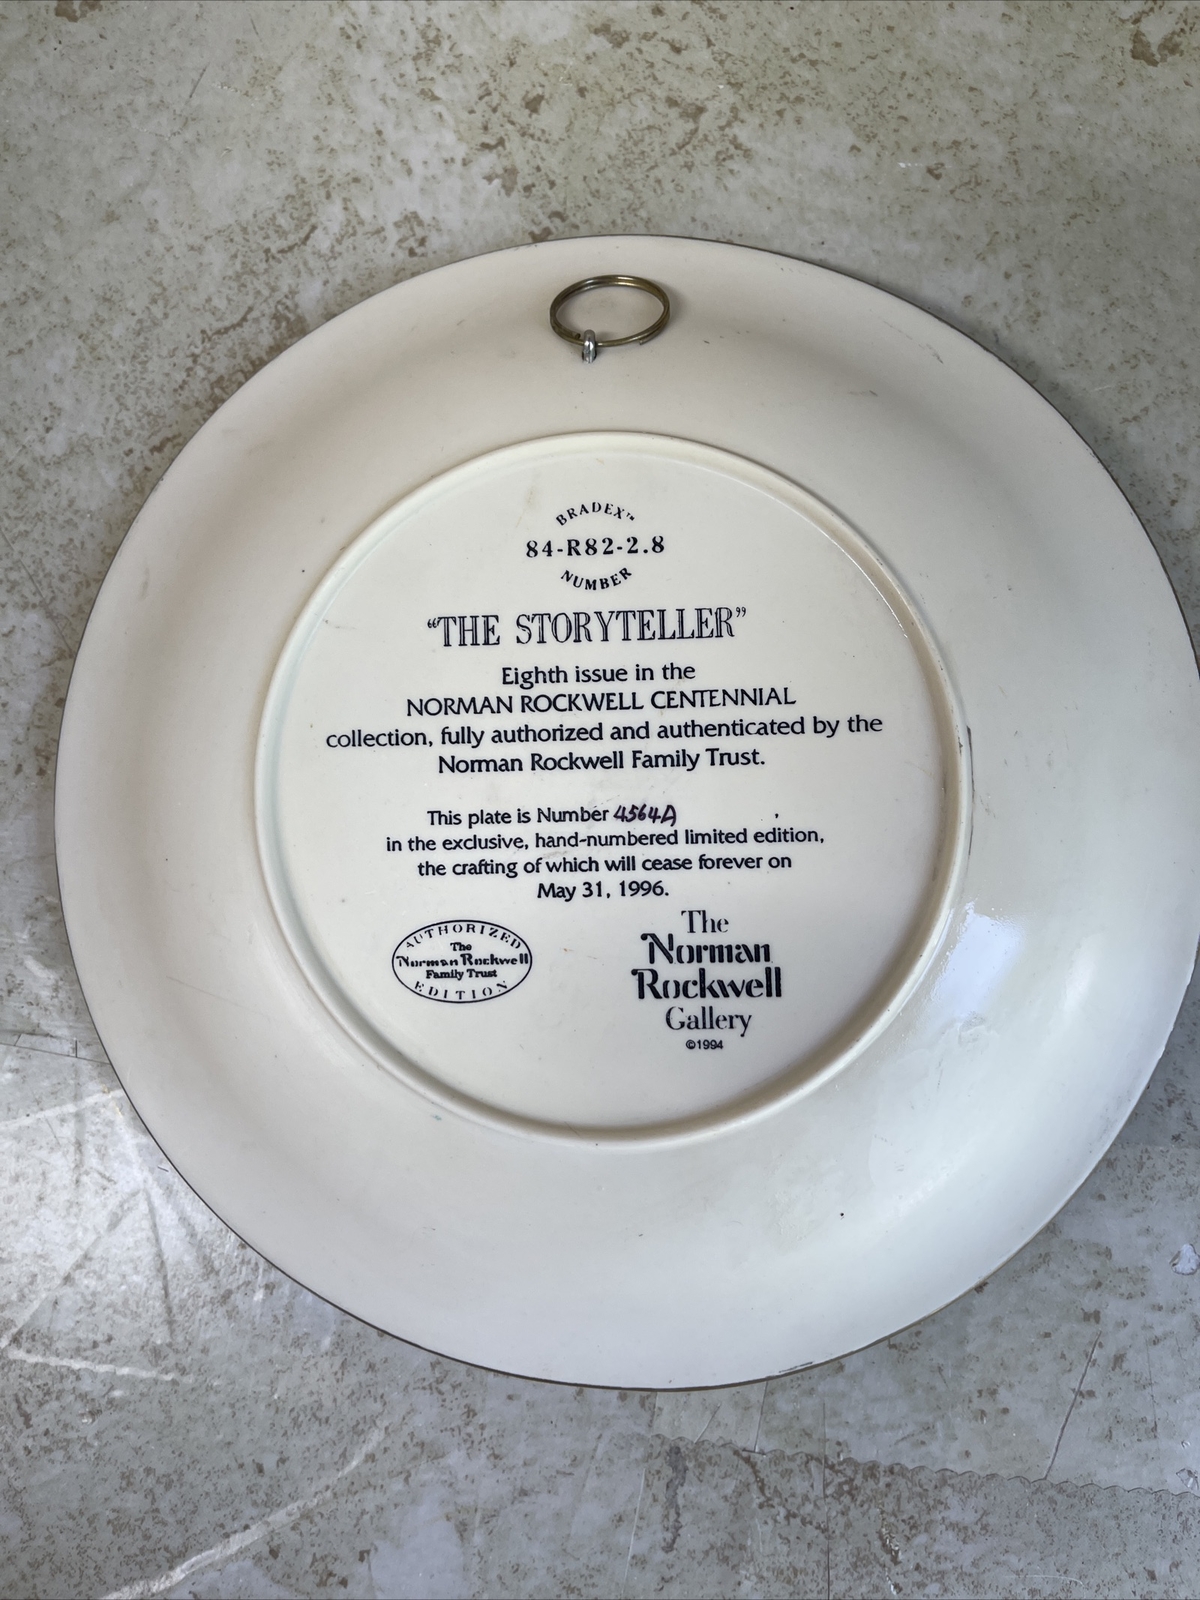 BRADEX™
84-R82-2.8
NUMBER
“THE STORYTELLER”
Eighth issue in the
NORMAN ROCKWELL CENTENNIAL
collection, fully authorized and authenticated by the
Norman Rockwell Family Trust.
This plate is Number 4564A
in the exclusive, hand-numbered limited edition,
the crafting of which will cease forever on
May 31, 1996.
AUTHORIZED
The
Norman Rockwell
Family Trust
EDITION
The
Norman
Rockwell
Gallery
©1994